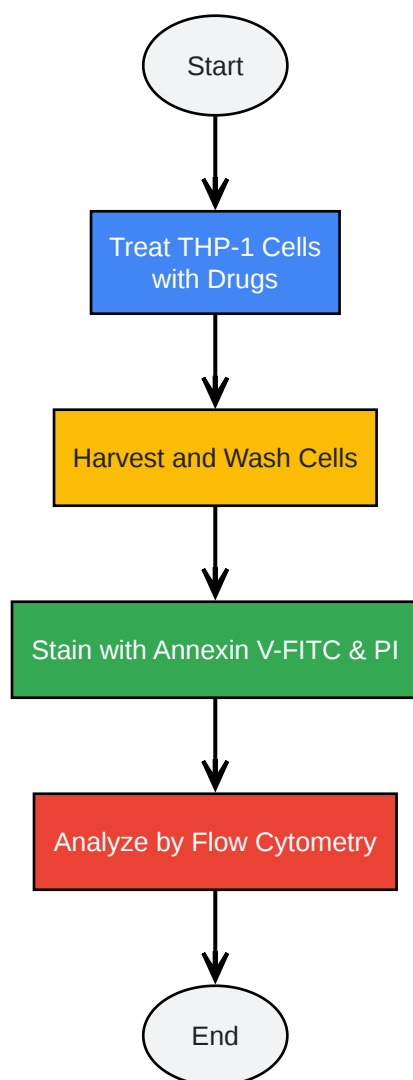 Start
Treat THP-1 Cells
with Drugs
Harvest and Wash Cells
Stain with Annexin V-FITC & PI
Analyze by Flow Cytometry
End